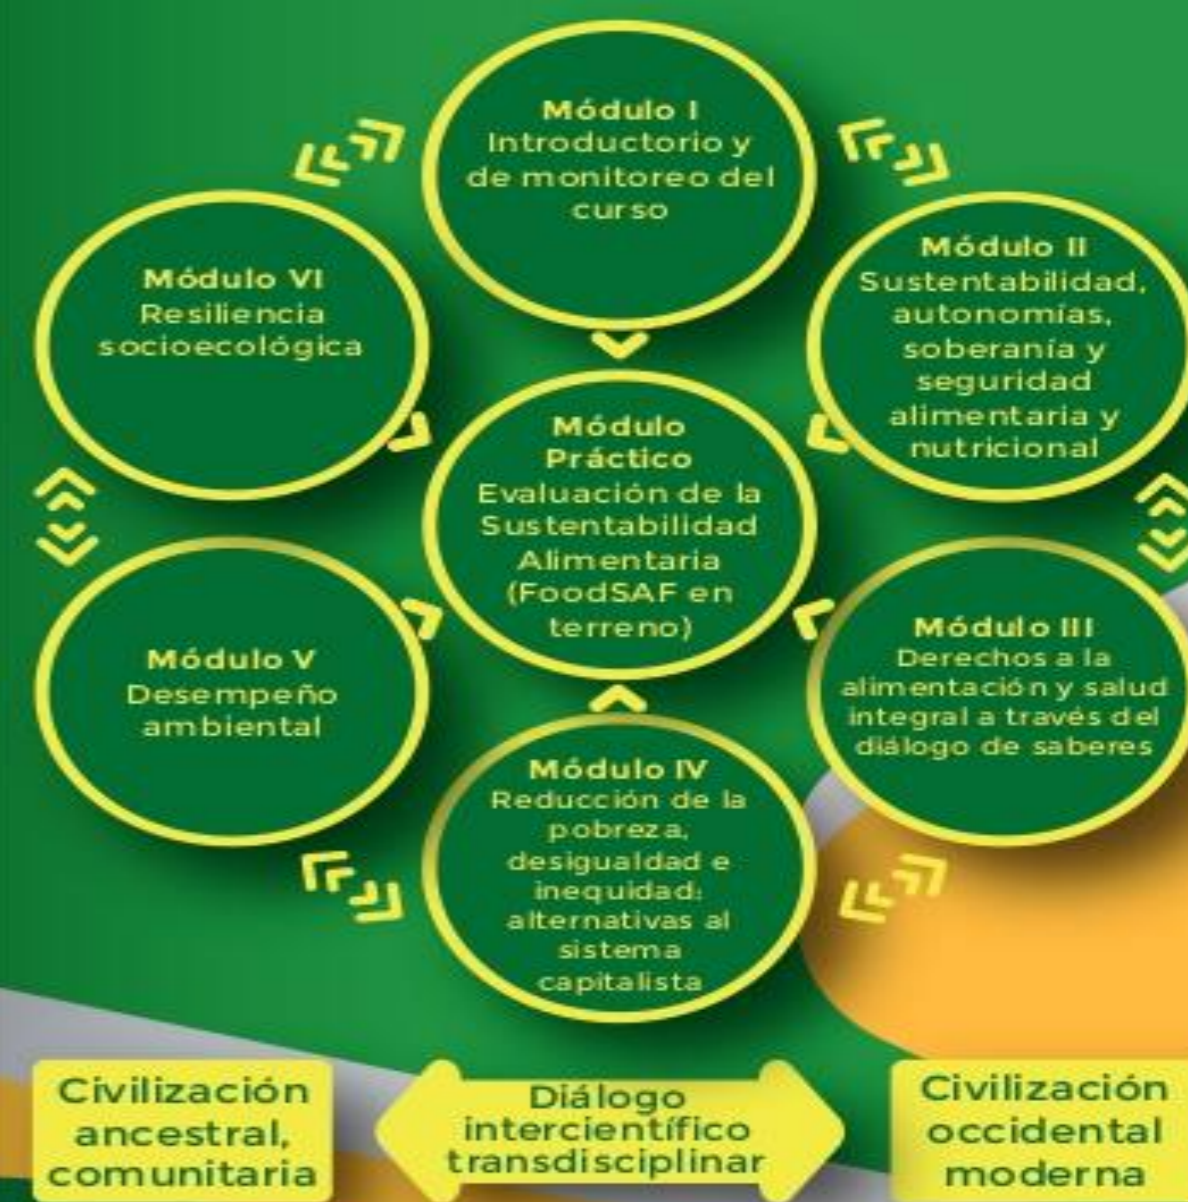 Módulo I
Introductorio y
de monitoreo del
curso
Módulo II
Sustentabilidad,
autonomías,
soberanía y
seguridad
alimentaria y
nutricional
Módulo III
Derechos a la
alimentación y salud
integral a través del
diálogo de saberes
Módulo IV
Reducción de la
pobreza,
desigualdad e
inequidad:
alternativas al
sistema
capitalista
Módulo V
Desempeño
ambiental
Módulo VI
Resiliencia
socioecológica
Módulo
Práctico
Evaluación de la
Sustentabilidad
Alimentaria
(FoodSAF en
terreno)
Civilización
ancestral,
comunitaria
Diálogo
intercientífico
transdisciplinar
Civilización
occidental
moderna